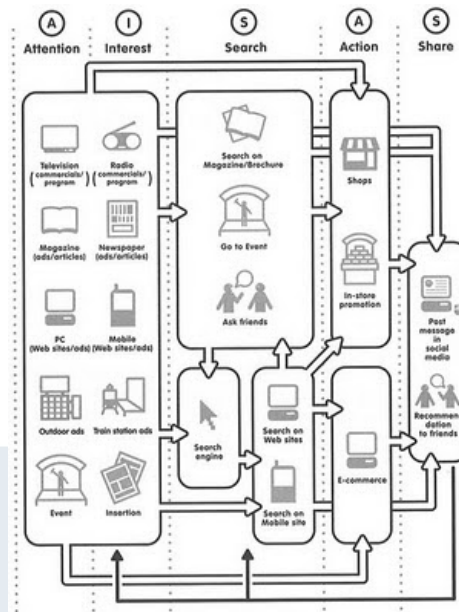 A I S A S
Attention Interest Search Action Share
Television
(commercials/
program)
Radio
(commercials/
program)
Magazine
(ads/articles)
Newspaper
(ads/articles)
PC
(Web sites/ads)
Mobile
(Web sites/ads)
Outdoor ads
Train station ads
Event
Insertion
Search on
Magazine/Brochure
Go to Event
Ask friends
Search
engine
Search on
Web sites
Search on
Mobile site
Shops
In-store
promotion
E-commerce
Post
message
in
social
media
Recommen
dation
to friends